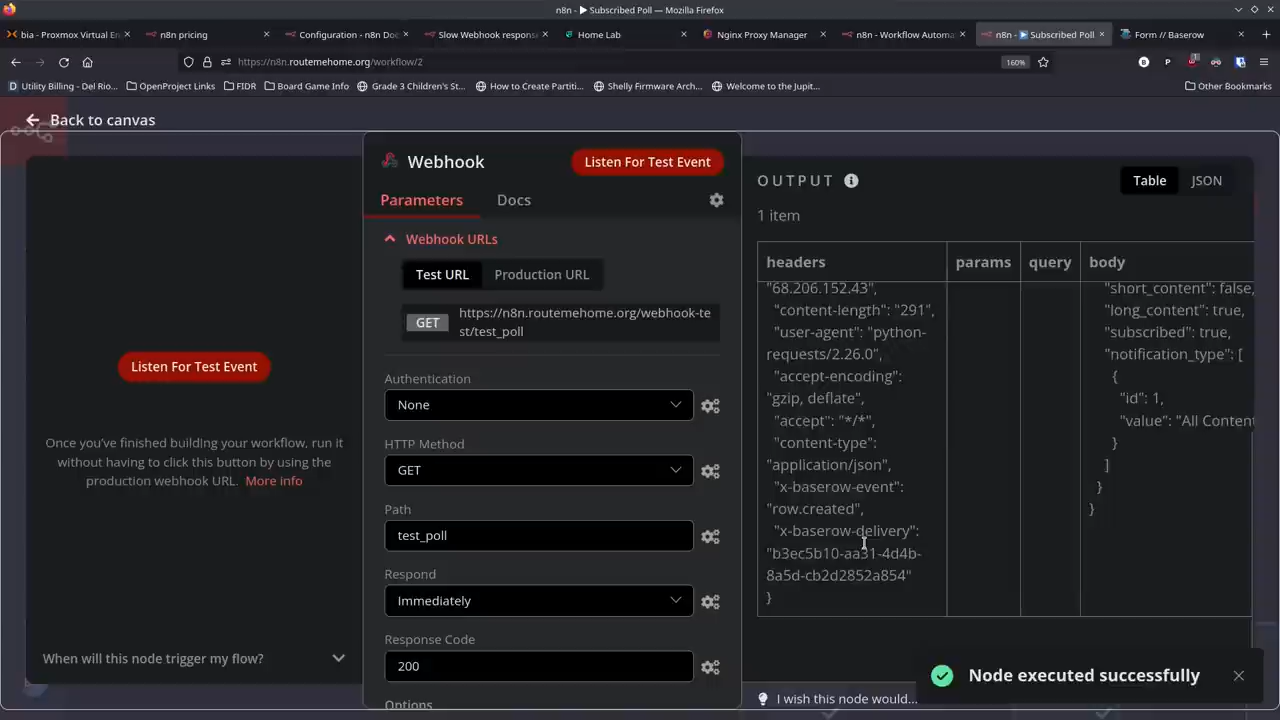 n8n - ▶ Subscribed Poll — Mozilla Firefox
bia - Proxmox Virtual En
n8n pricing
Configuration - n8n Doc
Slow Webhook respons
Home Lab
Nginx Proxy Manager
n8n - Workflow Automa
n8n - ▶ Subscribed Poll
Form // Baserow
https://n8n.routemehome.org/workflow/2
160%
Utility Billing - Del Rio...
OpenProject Links
FIDR
Board Game Info
Grade 3 Children's St...
How to Create Partiti...
Shelly Firmware Arch...
Welcome to the Jupit...
Other Bookmarks
Back to canvas
Listen For Test Event
Once you've finished building your workflow, run it
without having to click this button by using the
production webhook URL. More info
When will this node trigger my flow?
Webhook
Listen For Test Event
Parameters
Docs
Webhook URLs
Test URL
Production URL
GET
https://n8n.routemehome.org/webhook-te
st/test_poll
Authentication
None
HTTP Method
GET
Path
test_poll
Respond
Immediately
Response Code
200
Options
OUTPUT
Table
JSON
1 item
headers
params
query
body
"68.206.152.43",
"content-length": "291",
"user-agent": "python-
requests/2.26.0",
"accept-encoding":
"gzip, deflate",
"accept": "*/*",
"content-type":
"application/json",
"x-baserow-event":
"row.created",
"x-baserow-delivery":
"b3ec5b10-aa31-4d4b-
8a5d-cb2d2852a854"
}
"short_content": false,
"long_content": true,
"subscribed": true,
"notification_type": [
{
"id": 1,
"value": "All Content
}
]
}
}
I wish this node would...
Node executed successfully